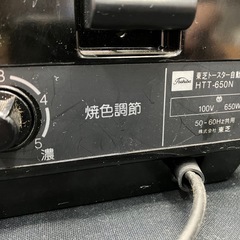 3
4
5
濃
焼色調節
Toshiba
東芝トースター自動
HTT-650N
100V 650W
50-60Hz共用
株式会社 東芝